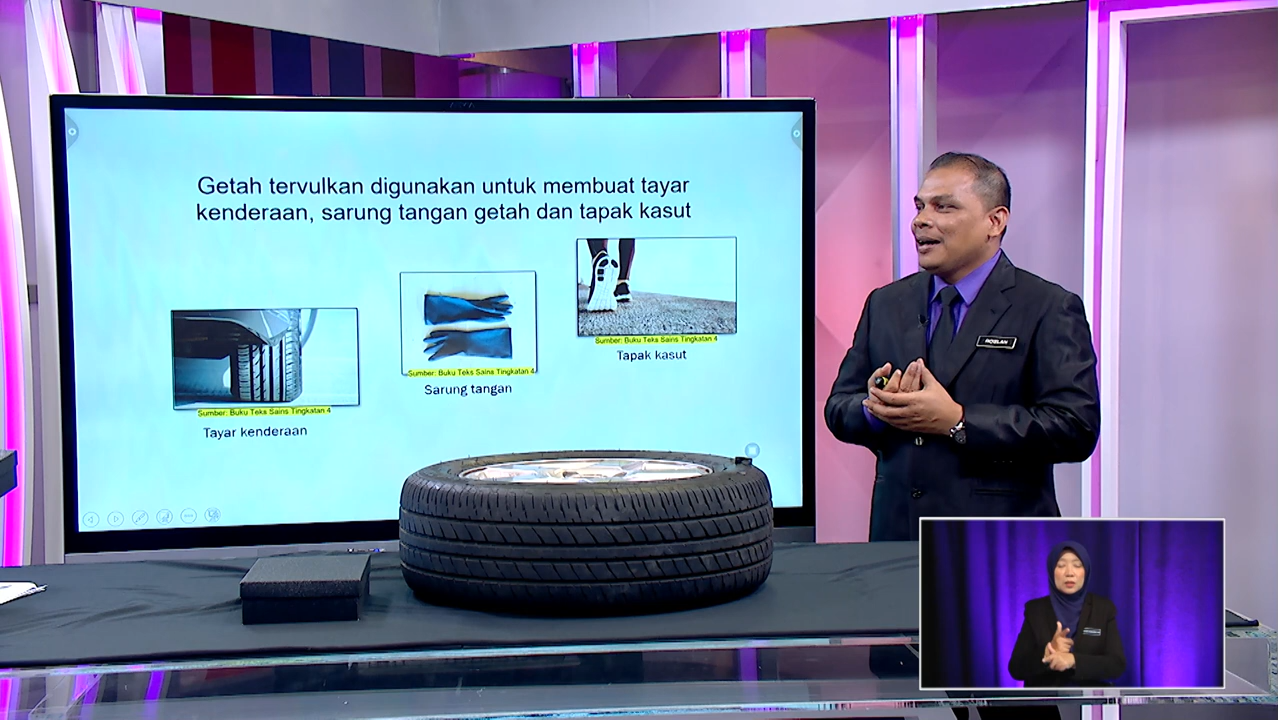 Getah tervulkan digunakan untuk membuat tayar
kenderaan, sarung tangan getah dan tapak kasut
Sumber: Buku Teks Sains Tingkatan 4
Tapak kasut
Sumber: Buku Teks Sains Tingkatan 4
Sarung tangan
Sumber: Buku Teks Sains Tingkatan 4
Tayar kenderaan
ROSLAN